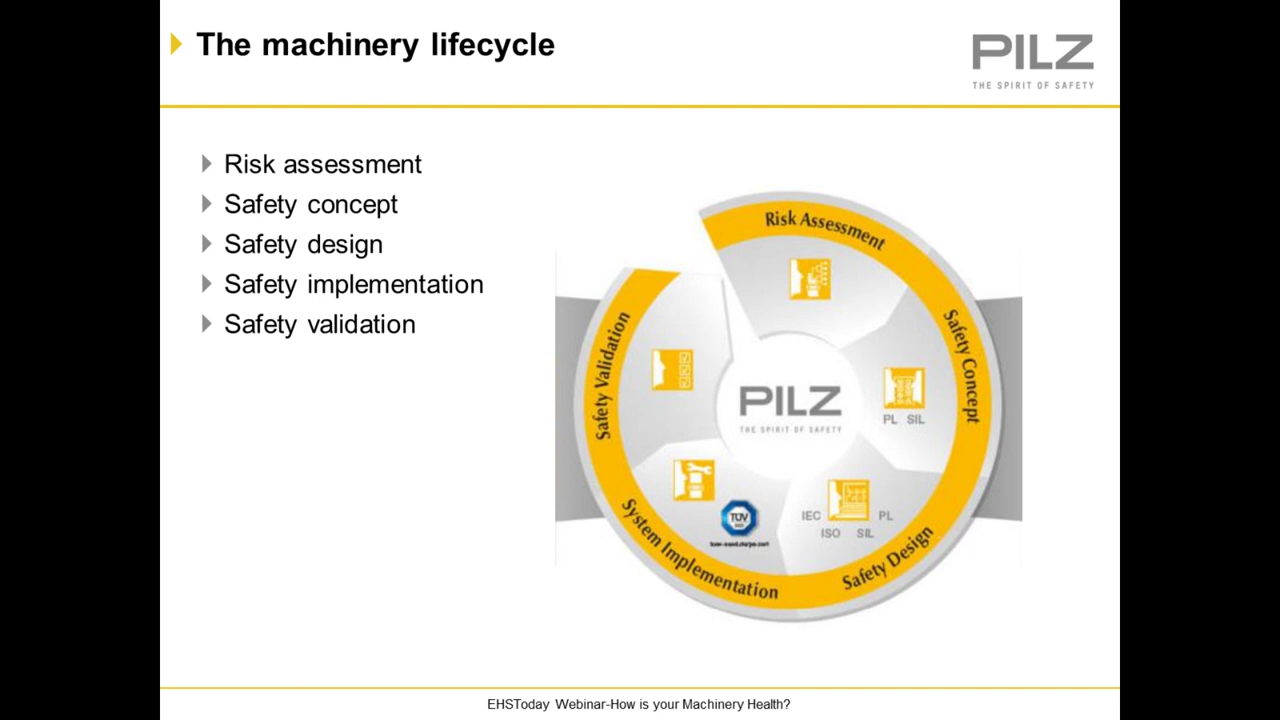 The machinery lifecycle
PILZ
THE SPIRIT OF SAFETY
Risk assessment
Safety concept
Safety design
Safety implementation
Safety validation
Risk Assessment
Safety Concept
PL SIL
Safety Validation
PILZ
THE SPIRIT OF SAFETY
IEC PL
ISO SIL
TÜV
System Implementation
Safety Design
EHSToday Webinar-How is your Machinery Health?